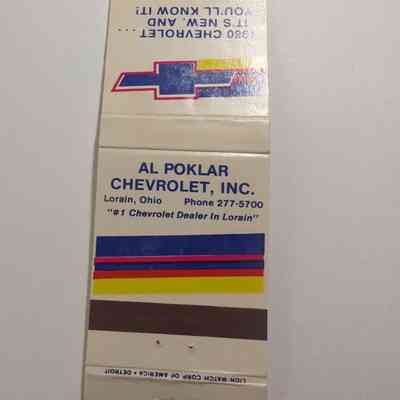 1980 CHEVROLET
IT'S NEW. AND
YOU'LL KNOW IT!
AL POKLAR
CHEVROLET, INC.
Lorain, Ohio Phone 277-5700
"#1 Chevrolet Dealer In Lorain"
LION MATCH CORP OF AMERICA • DETROIT